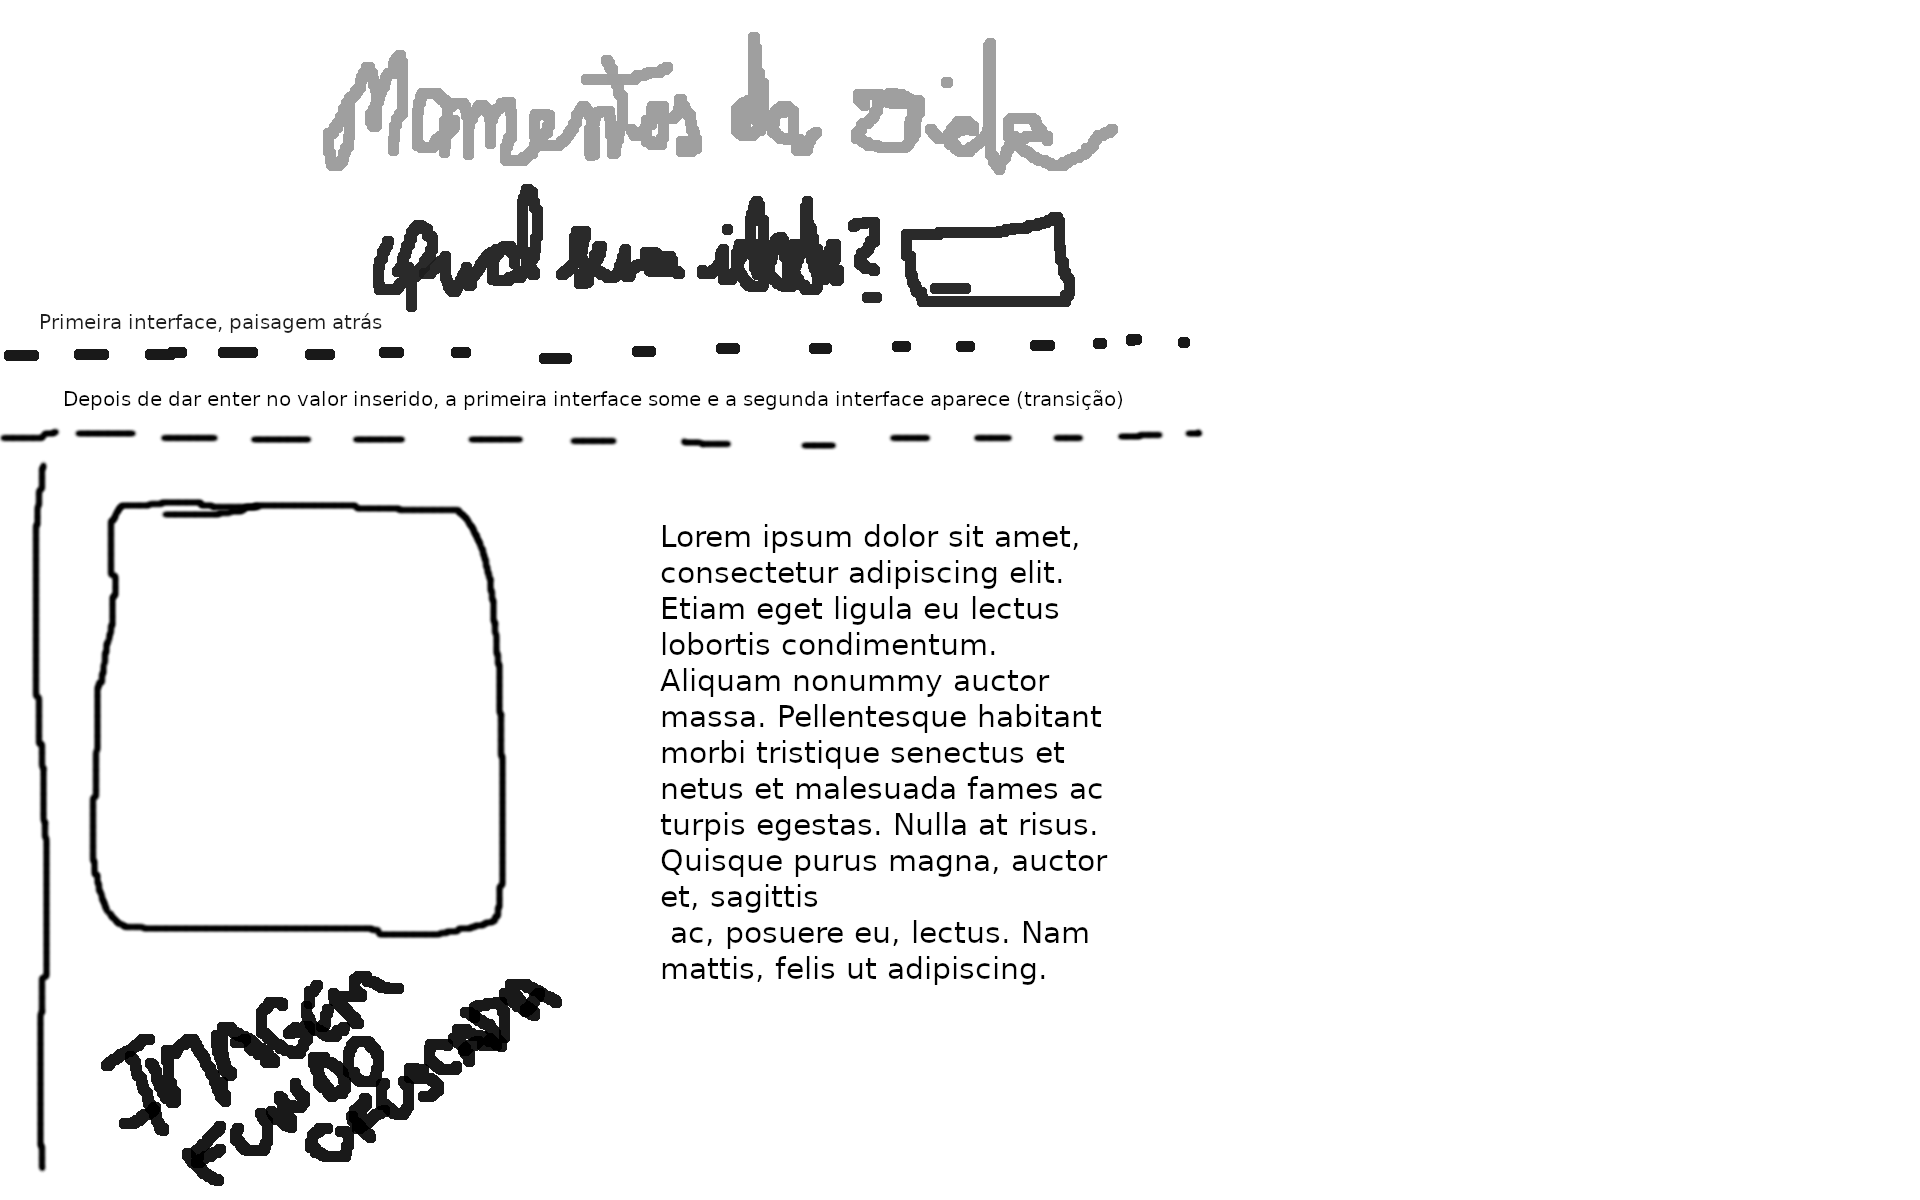 Momentos da vida
Qual sua idade?
Primeira interface, paisagem atrás
Depois de dar enter no valor inserido, a primeira interface some e a segunda interface aparece (transição)
Lorem ipsum dolor sit amet,
consectetur adipiscing elit.
Etiam eget ligula eu lectus
lobortis condimentum.
Aliquam nonummy auctor
massa. Pellentesque habitant
morbi tristique senectus et
netus et malesuada fames ac
turpis egestas. Nulla at risus.
Quisque purus magna, auctor
et, sagittis
ac, posuere eu, lectus. Nam
mattis, felis ut adipiscing.
IMAGEM
FUNDO